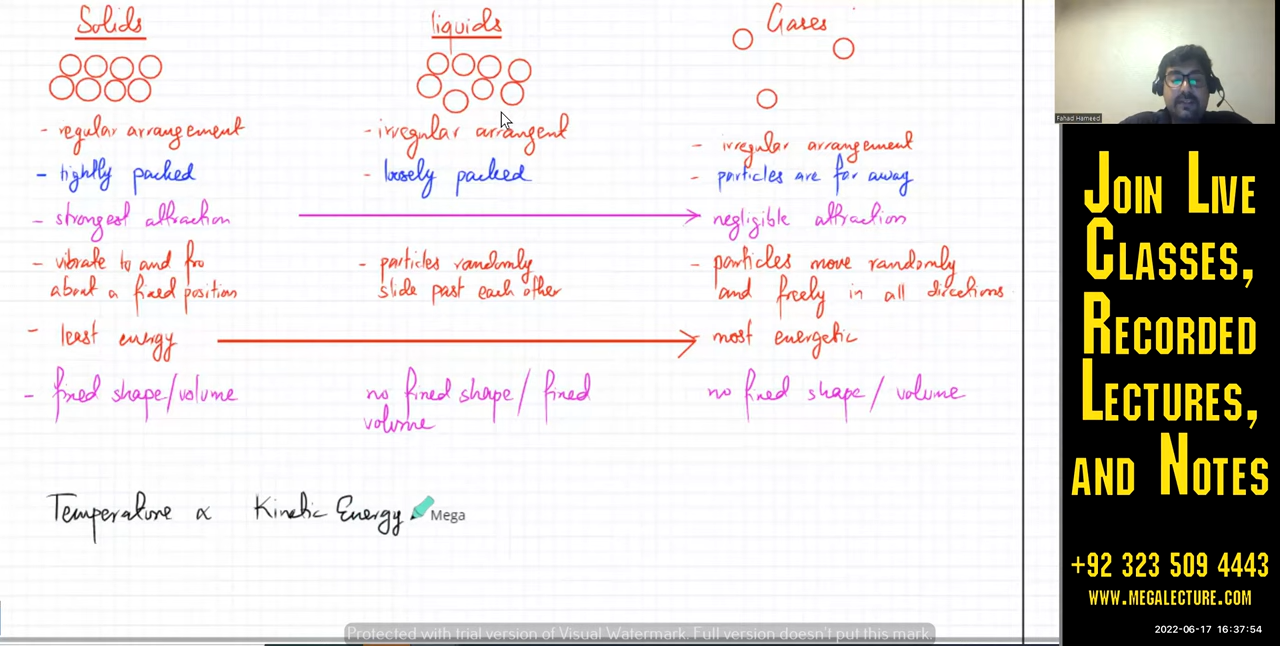 Solids
liquids
Gases
- regular arrangement
- irregular arrangent
- irregular arrangement
- tightly packed
- loosely packed
- particles are far away
- strongest attraction
negligible attraction
- vibrate to and fro
about a fixed position
- particles randomly
slide past each other
- particles move randomly
and freely in all directions
- least energy
- most energetic
- fixed shape/volume
no fixed shape / fixed
volume
no fixed shape / volume
Temperature ∝ Kinetic Energy
Mega
Protected with trial version of Visual Watermark. Full version doesn't put this mark.
Fahad Hameed
JOIN LIVE
CLASSES,
RECORDED
LECTURES,
AND NOTES
+92 323 509 4443
WWW.MEGALECTURE.COM
2022-06-17 16:37:54